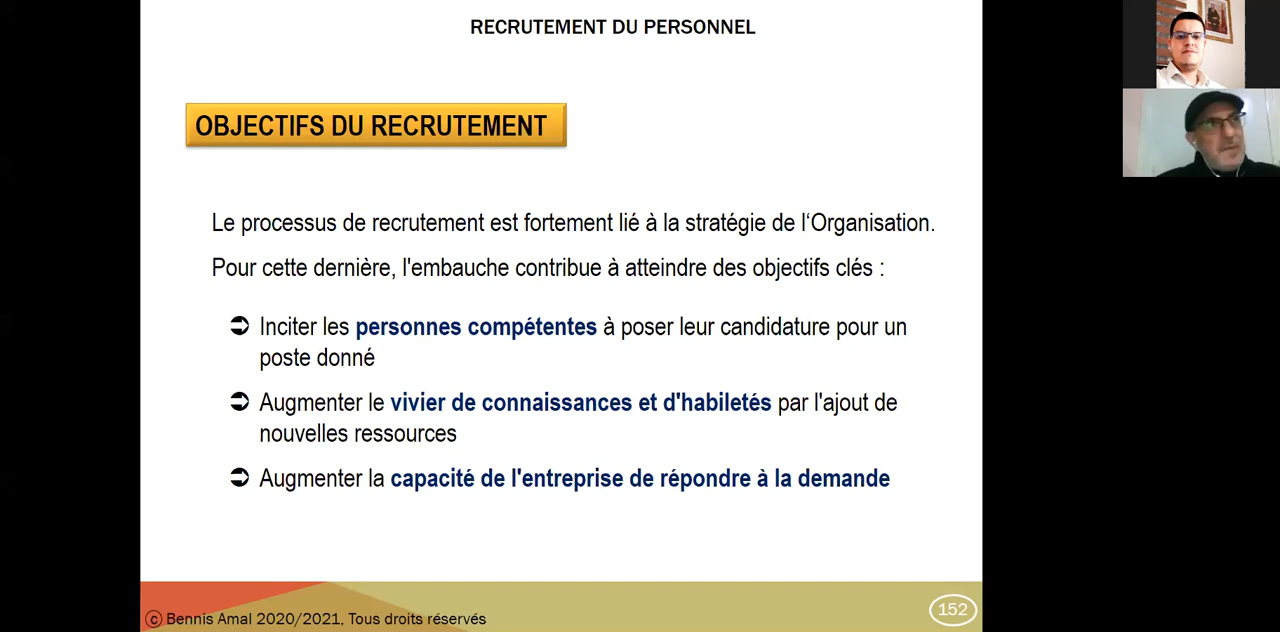 RECRUTEMENT DU PERSONNEL
OBJECTIFS DU RECRUTEMENT
Le processus de recrutement est fortement lié à la stratégie de l‘Organisation.
Pour cette dernière, l'embauche contribue à atteindre des objectifs clés :
➲ Inciter les personnes compétentes à poser leur candidature pour un
poste donné
➲ Augmenter le vivier de connaissances et d'habiletés par l'ajout de
nouvelles ressources
➲ Augmenter la capacité de l'entreprise de répondre à la demande
© Bennis Amal 2020/2021, Tous droits réservés
152